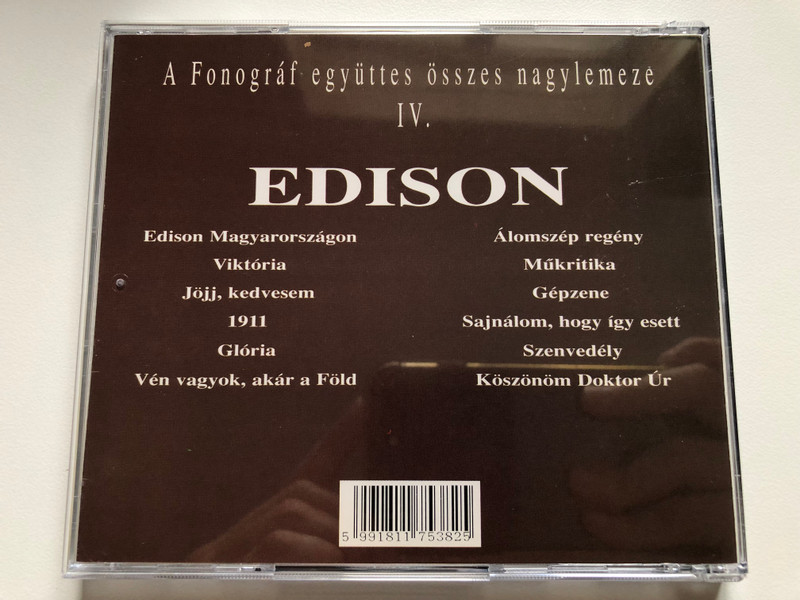 A Fonográf együttes összes nagylemeze
IV.
EDISON
Edison Magyarországon
Viktória
Jöjj, kedvesem
1911
Glória
Vén vagyok, akár a Föld
Álomszép regény
Műkritika
Gépzene
Sajnálom, hogy így esett
Szenvedély
Köszönöm Doktor Úr
5 991811 753825